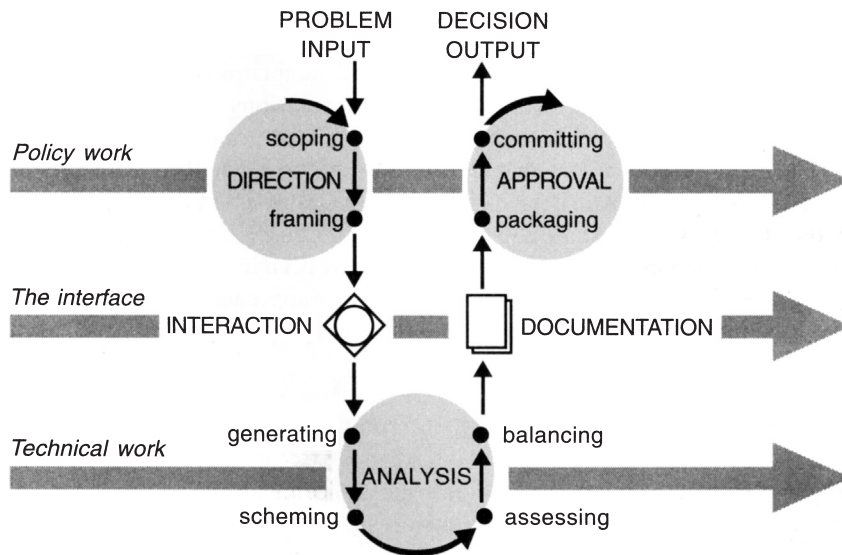 PROBLEM
INPUT
DECISION
OUTPUT
Policy work
scoping
DIRECTION
framing
committing
APPROVAL
packaging
The interface
INTERACTION
DOCUMENTATION
Technical work
generating
ANALYSIS
scheming
balancing
assessing